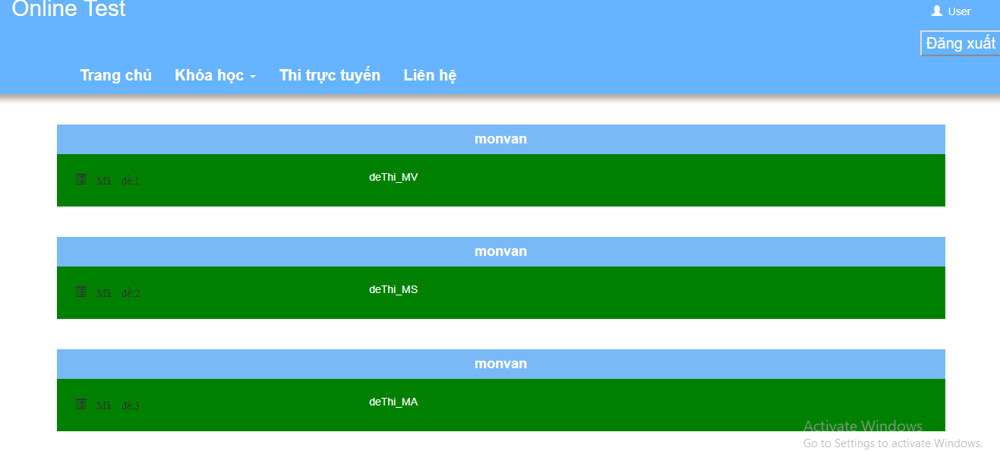 Online Test
User
Đăng xuất
Trang chủ Khóa học Thi trực tuyến Liên hệ
monvan
Mã đề:1 deThi_MV
monvan
Mã đề:2 deThi_MS
monvan
Mã đề:3 deThi_MA
Activate Windows
Go to Settings to activate Windows.